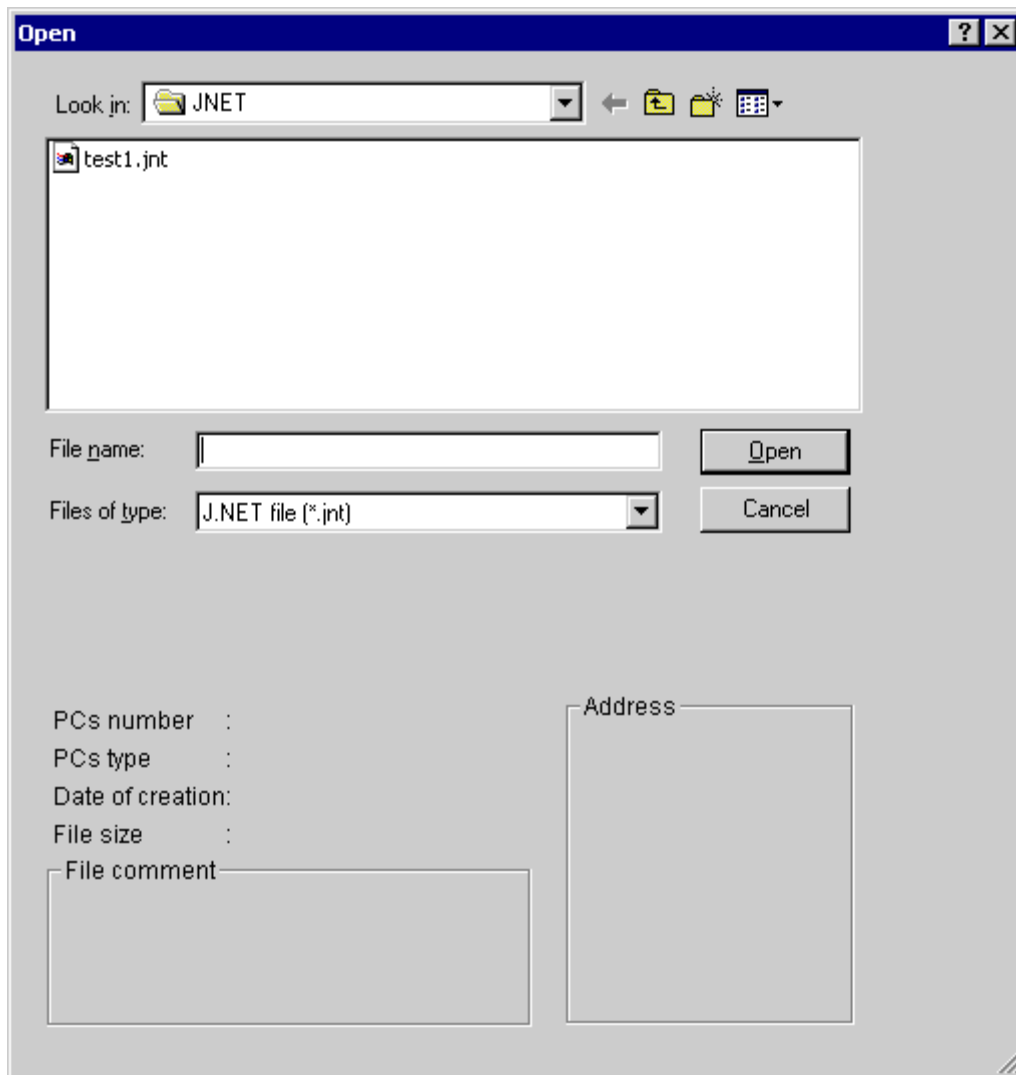 Open
Look in: JNET
test1.jnt
File name: Open
Files of type: J.NET file (*.jnt) Cancel
PCs number :
PCs type :
Date of creation:
File size :
File comment
Address